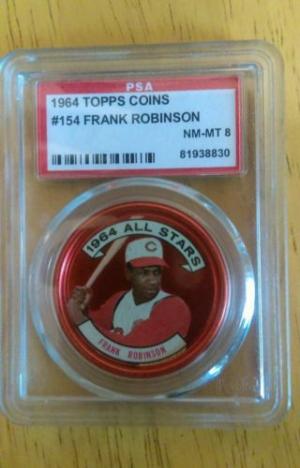 PSA
1964 TOPPS COINS
#154 FRANK ROBINSON
NM-MT 8
81938830
1964 ALL STARS
C
FRANK ROBINSON